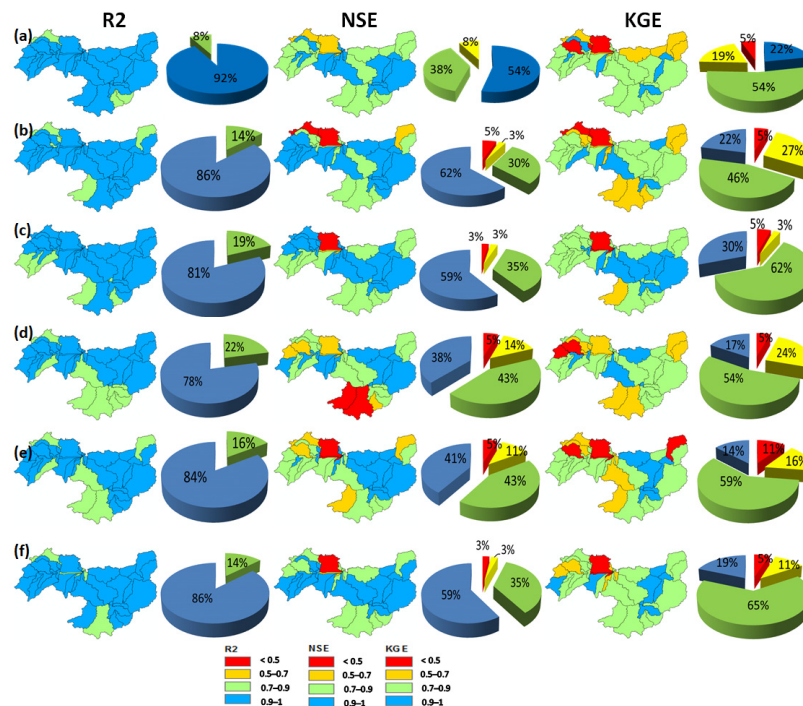 R2 NSE KGE
(a) 8% 92% 8% 38% 54% 5% 22% 19% 54%
(b) 14% 86% 5% 3% 30% 62% 5% 22% 27% 46%
(c) 19% 81% 3% 3% 35% 59% 5% 3% 30% 62%
(d) 22% 78% 5% 14% 38% 43% 5% 17% 24% 54%
(e) 16% 84% 5% 11% 41% 43% 14% 11% 16% 59%
(f) 14% 86% 3% 3% 35% 59% 19% 5% 11% 65%
R2 NSE KGE
< 0.5 < 0.5 < 0.5
0.5–0.7 0.5–0.7 0.5–0.7
0.7–0.9 0.7–0.9 0.7–0.9
0.9–1 0.9–1 0.9–1